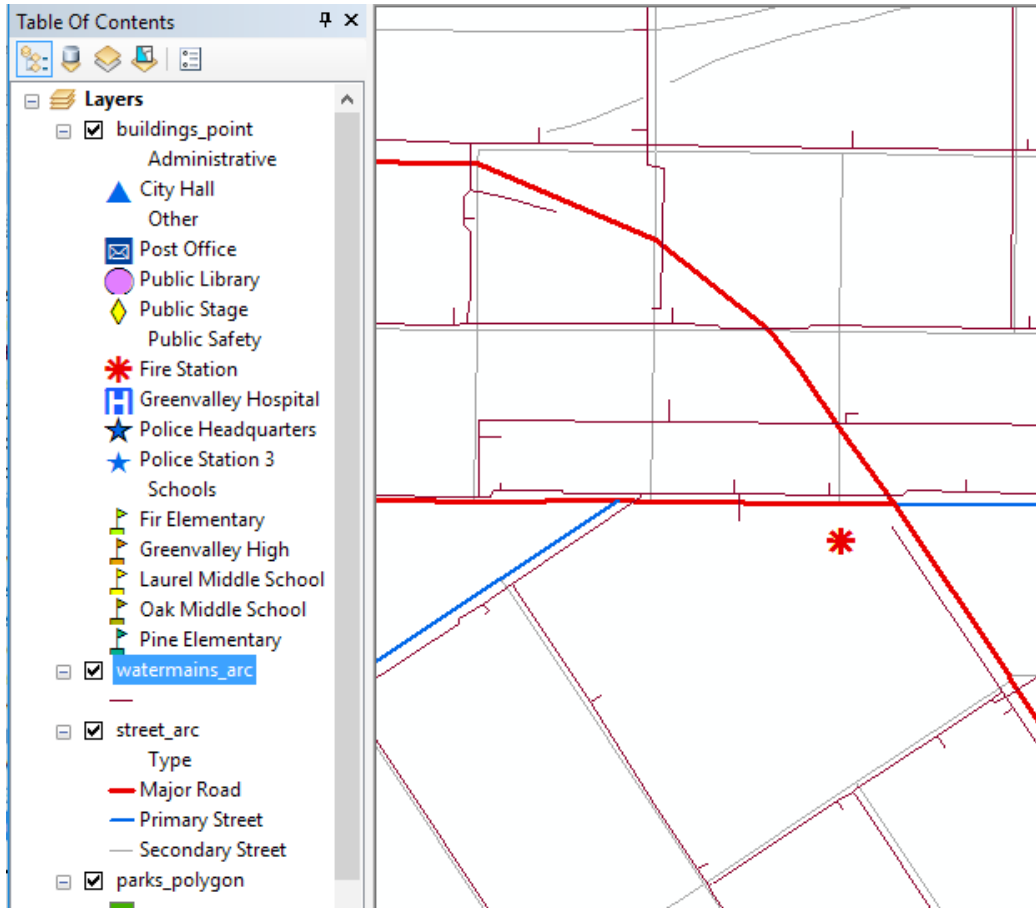 Table Of Contents
Layers
buildings_point
Administrative
City Hall
Other
Post Office
Public Library
Public Stage
Public Safety
Fire Station
Greenvalley Hospital
Police Headquarters
Police Station 3
Schools
Fir Elementary
Greenvalley High
Laurel Middle School
Oak Middle School
Pine Elementary
watermains_arc
street_arc
Type
Major Road
Primary Street
Secondary Street
parks_polygon